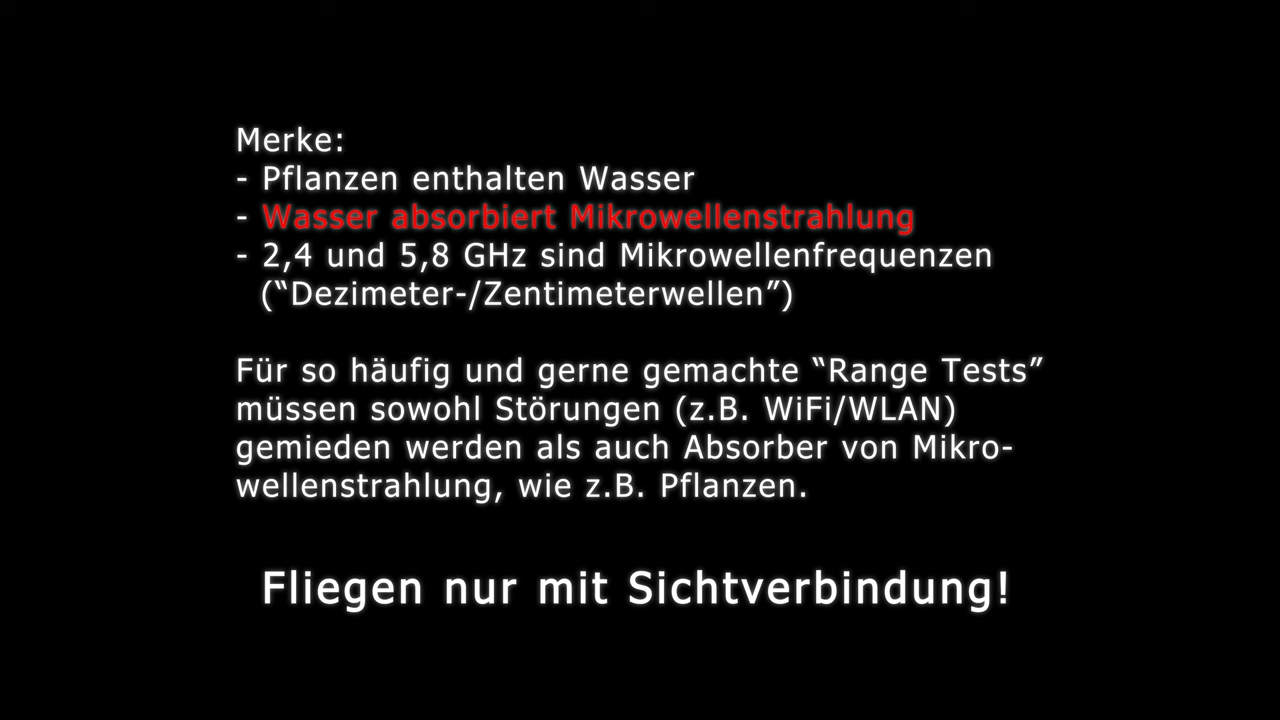 Merke:
- Pflanzen enthalten Wasser
- Wasser absorbiert Mikrowellenstrahlung
- 2,4 und 5,8 GHz sind Mikrowellenfrequenzen
(“Dezimeter-/Zentimeterwellen”)
Für so häufig und gerne gemachte “Range Tests”
müssen sowohl Störungen (z.B. WiFi/WLAN)
gemieden werden als auch Absorber von Mikro-
wellenstrahlung, wie z.B. Pflanzen.
Fliegen nur mit Sichtverbindung!